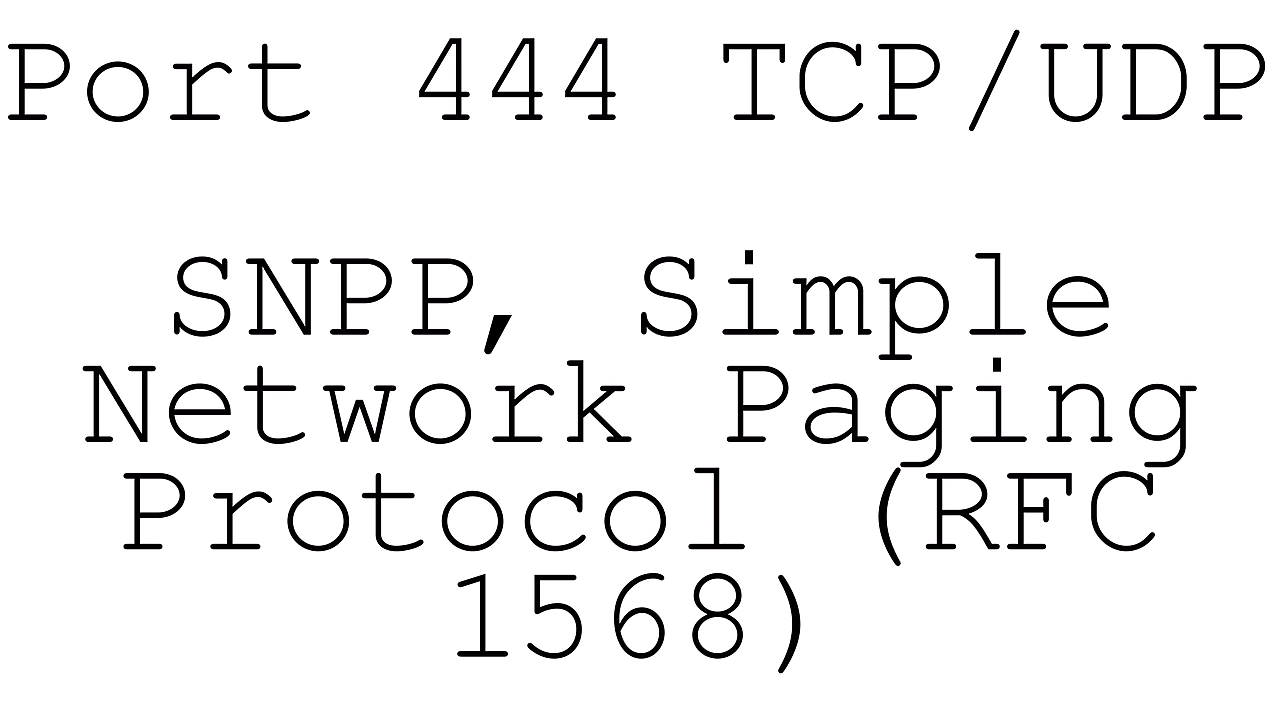 Port 444 TCP/UDP
SNPP, Simple
Network Paging
Protocol (RFC
1568)